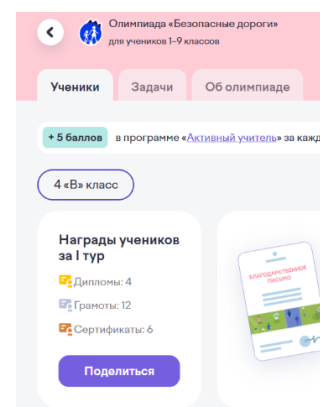 Олимпиада «Безопасные дороги»
для учеников 1–9 классов
Ученики Задачи Об олимпиаде
+ 5 баллов в программе «Активный учитель» за кажд
4 «В» класс
Награды учеников
за I тур
Дипломы: 4
Грамоты: 12
Сертификаты: 6
Поделиться
БЛАГОДАРСТВЕННОЕ
ПИСЬМО